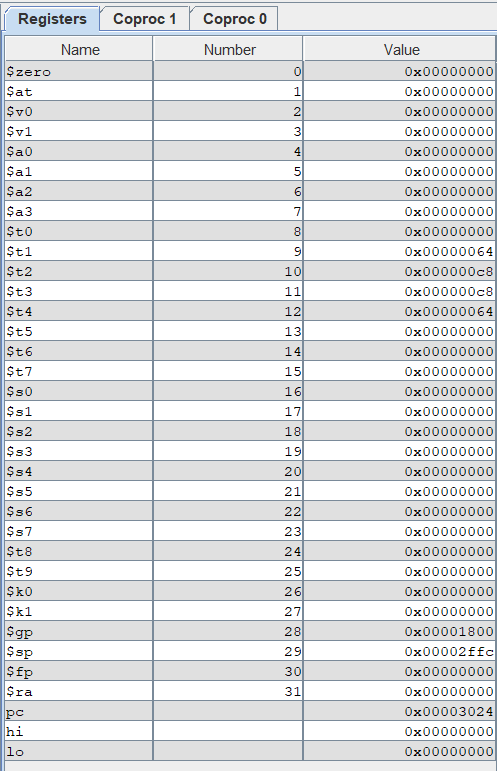 Registers Coproc 1 Coproc 0
Name Number Value
$zero 0 0x00000000
$at 1 0x00000000
$v0 2 0x00000000
$v1 3 0x00000000
$a0 4 0x00000000
$a1 5 0x00000000
$a2 6 0x00000000
$a3 7 0x00000000
$t0 8 0x00000000
$t1 9 0x00000064
$t2 10 0x000000c8
$t3 11 0x000000c8
$t4 12 0x00000064
$t5 13 0x00000000
$t6 14 0x00000000
$t7 15 0x00000000
$s0 16 0x00000000
$s1 17 0x00000000
$s2 18 0x00000000
$s3 19 0x00000000
$s4 20 0x00000000
$s5 21 0x00000000
$s6 22 0x00000000
$s7 23 0x00000000
$t8 24 0x00000000
$t9 25 0x00000000
$k0 26 0x00000000
$k1 27 0x00000000
$gp 28 0x00001800
$sp 29 0x00002ffc
$fp 30 0x00000000
$ra 31 0x00000000
pc 0x00003024
hi 0x00000000
lo 0x00000000